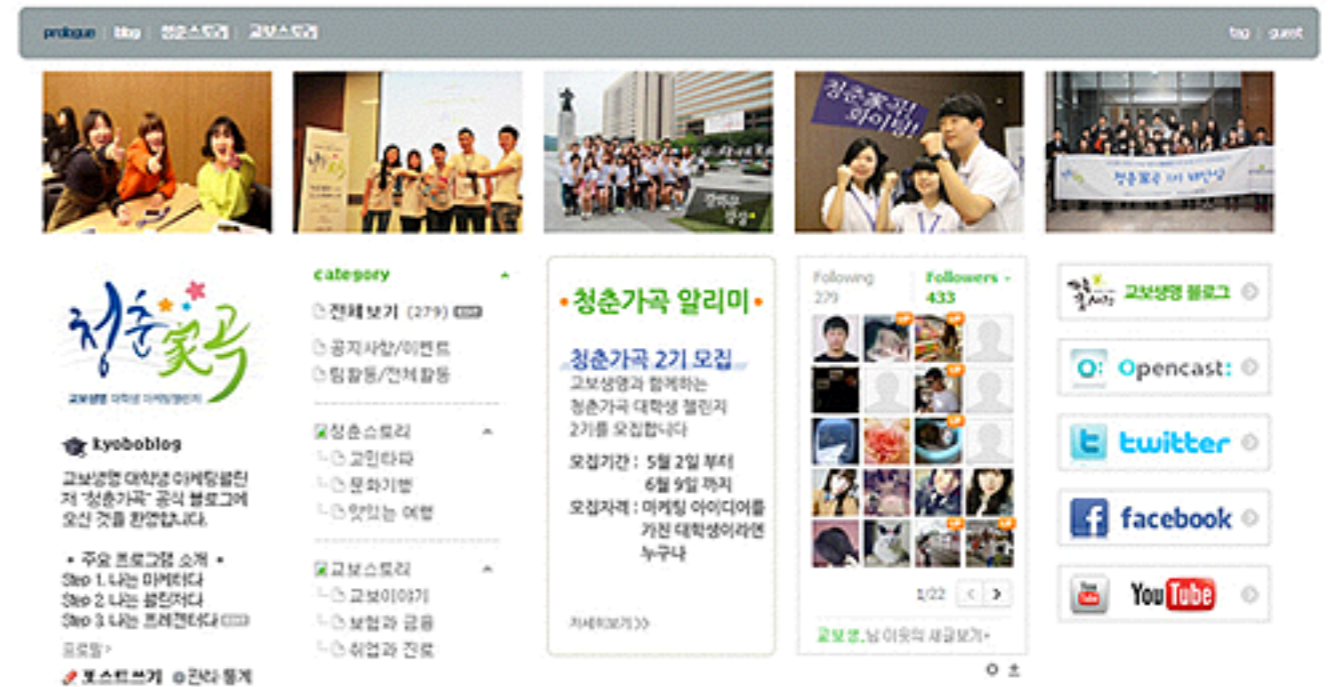 prologue | blog | 청춘스토리 | 교보스토리
tag | guest
청춘家곡!
화이팅!
청춘家곡
교보생명 대학생 마케팅챌린저
kyoboblog
교보생명 대학생 마케팅챌린
저 "청춘가곡" 공식 블로그에
오신 것을 환영합니다.
• 주요 프로그램 소개 •
Step 1. 나는 마케터다
Step 2. 나는 챌린저다
Step 3. 나는 프레젠터다
프로필 >
포스트쓰기 관리·통계
category
전체보기 (279)
공지사항/이벤트
팀활동/전체활동
청춘스토리
고민타파
문화기행
맛있는 여행
교보스토리
교보이야기
보험과 금융
취업과 진로
•청춘가곡 알리미•
청춘가곡 2기 모집
교보생명과 함께하는
청춘가곡 대학생 챌린지
2기를 모집합니다
모집기간 : 5월 2일 부터
6월 9일 까지
모집자격 : 마케팅 아이디어를
가진 대학생이라면
누구나
자세히보기 >>
Following
279
Followers
433
1/22
교보생.님 이웃의 새글보기
교보생명 블로그
Opencast:
twitter
facebook
YouTube